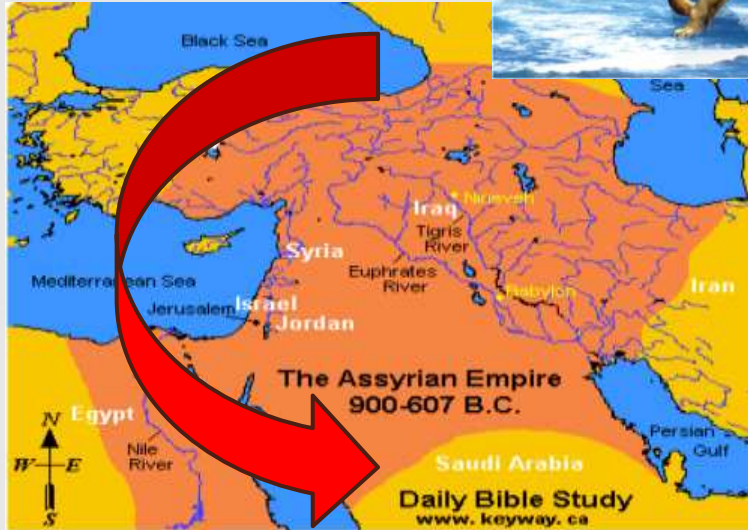 Black Sea
Sea
Nineveh
Iraq
Tigris
River
Syria
Euphrates
River
Mediterranean Sea
Iran
Babylon
Israel
Jerusalem
Jordan
The Assyrian Empire
900-607 B.C.
Egypt
N
Nile
River
W
E
S
Persian
Gulf
Saudi Arabia
Daily Bible Study
www.keyway.ca